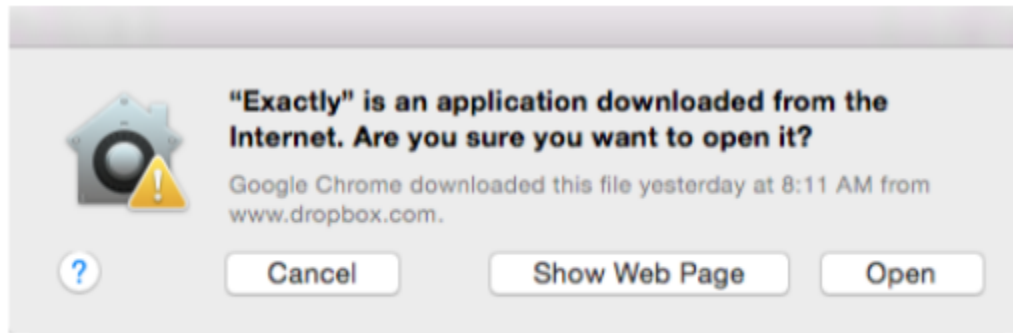 “Exactly” is an application downloaded from the
Internet. Are you sure you want to open it?
Google Chrome downloaded this file yesterday at 8:11 AM from
www.dropbox.com.
? Cancel Show Web Page Open